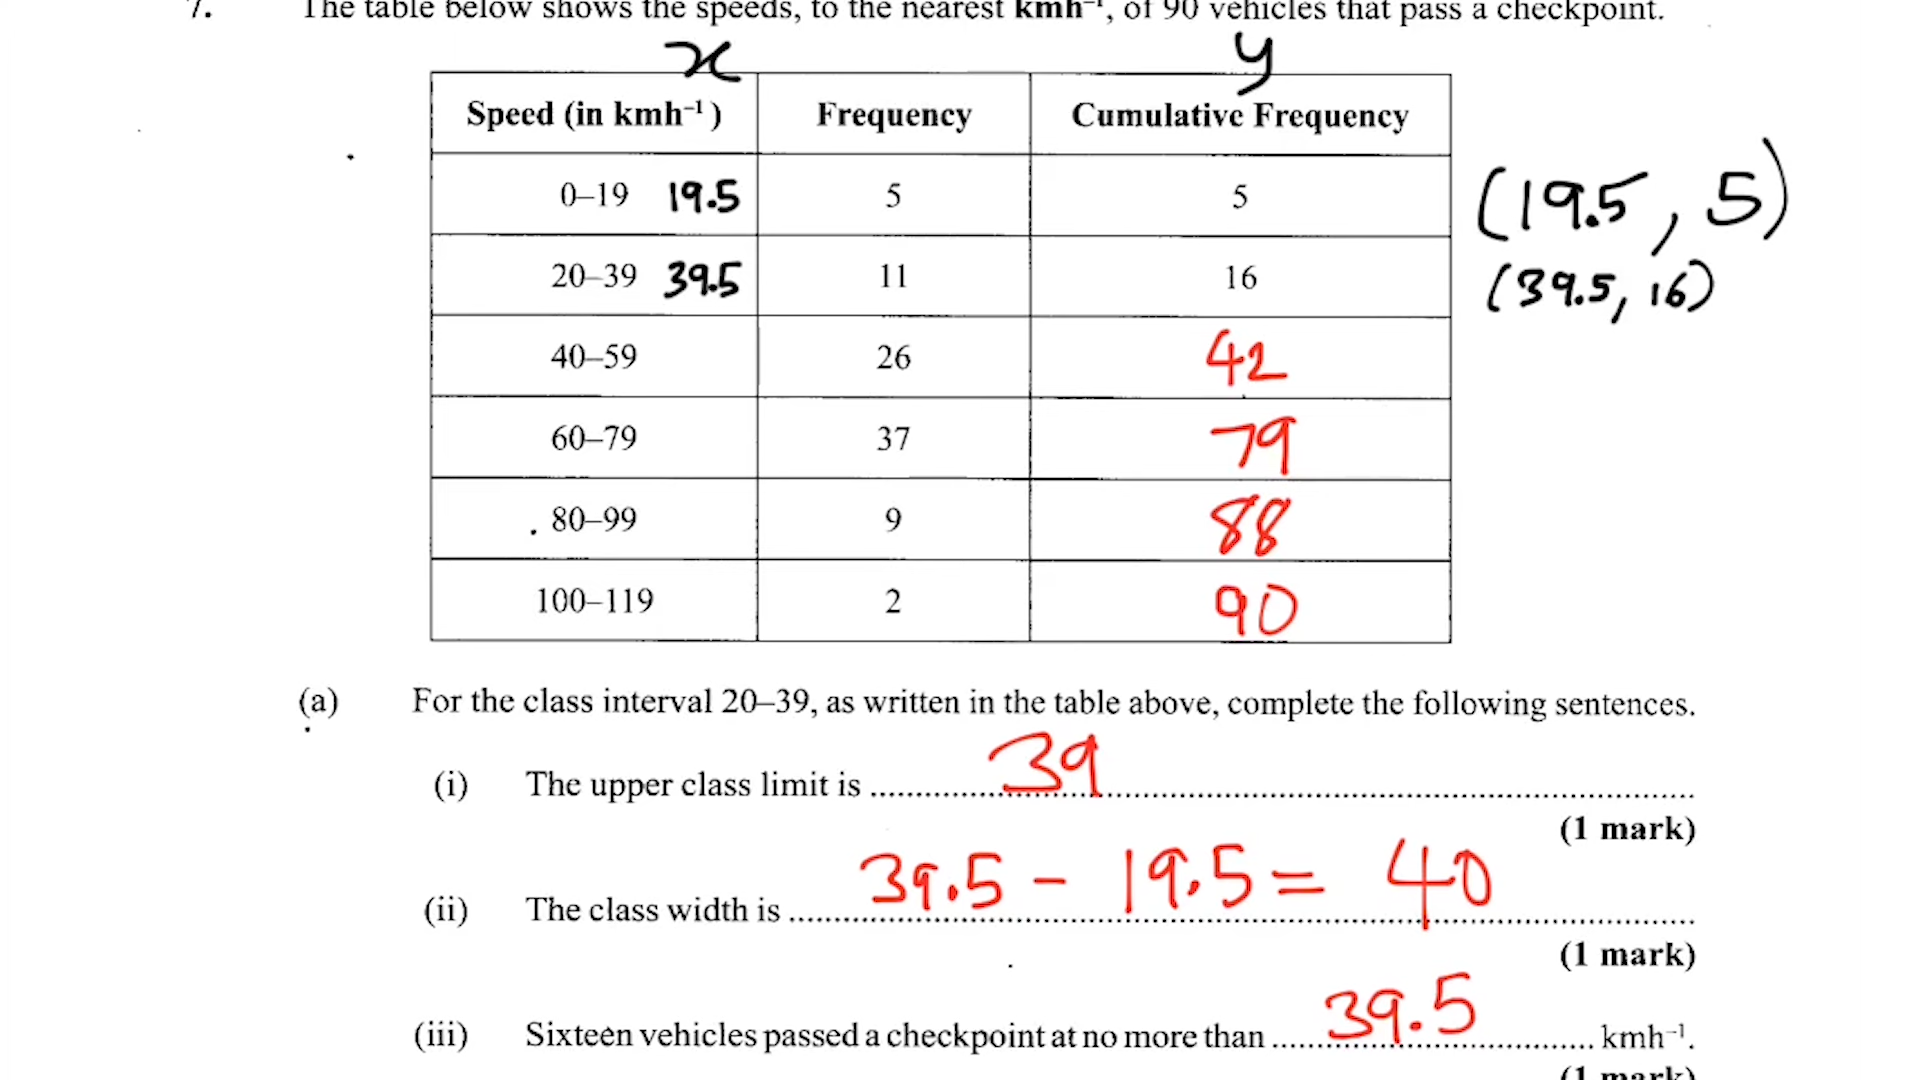 7. The table below shows the speeds, to the nearest kmh⁻¹, of 90 vehicles that pass a checkpoint.
x y
Speed (in kmh⁻¹) Frequency Cumulative Frequency
0–19 19.5 5 5 (19.5, 5)
20–39 39.5 11 16 (39.5, 16)
40–59 26 42
60–79 37 79
80–99 9 88
100–119 2 90
(a) For the class interval 20–39, as written in the table above, complete the following sentences.
(i) The upper class limit is 39
(1 mark)
(ii) The class width is 39.5 - 19.5 = 40
(1 mark)
(iii) Sixteen vehicles passed a checkpoint at no more than 39.5 kmh⁻¹.
(1 mark)